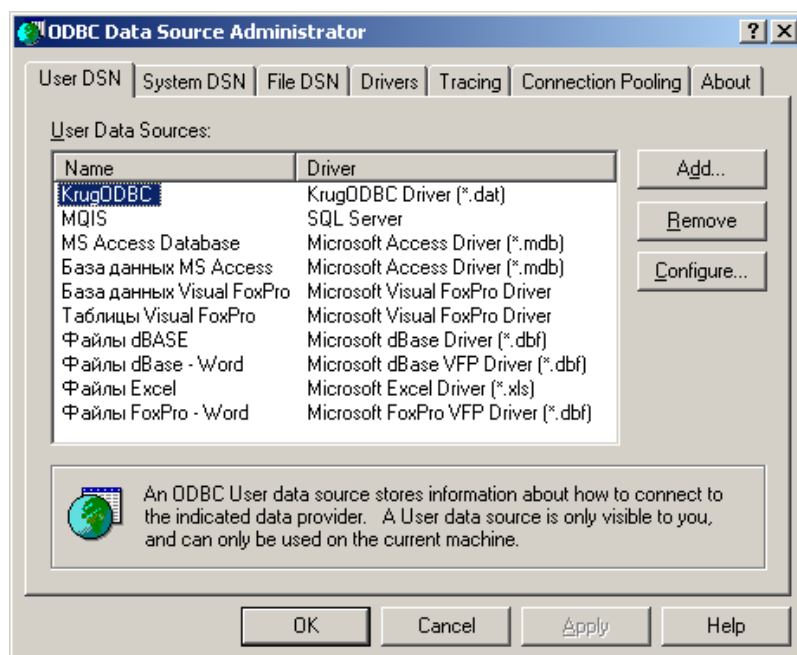 ODBC Data Source Administrator
User DSN System DSN File DSN Drivers Tracing Connection Pooling About
User Data Sources:
Name Driver
KrugODBC KrugODBC Driver (*.dat)
MQIS SQL Server
MS Access Database Microsoft Access Driver (*.mdb)
База данных MS Access Microsoft Access Driver (*.mdb)
База данных Visual FoxPro Microsoft Visual FoxPro Driver
Таблицы Visual FoxPro Microsoft Visual FoxPro Driver
Файлы dBASE Microsoft dBase Driver (*.dbf)
Файлы dBase - Word Microsoft dBase VFP Driver (*.dbf)
Файлы Excel Microsoft Excel Driver (*.xls)
Файлы FoxPro - Word Microsoft FoxPro VFP Driver (*.dbf)
Add...
Remove
Configure...
An ODBC User data source stores information about how to connect to
the indicated data provider. A User data source is only visible to you,
and can only be used on the current machine.
OK Cancel Apply Help